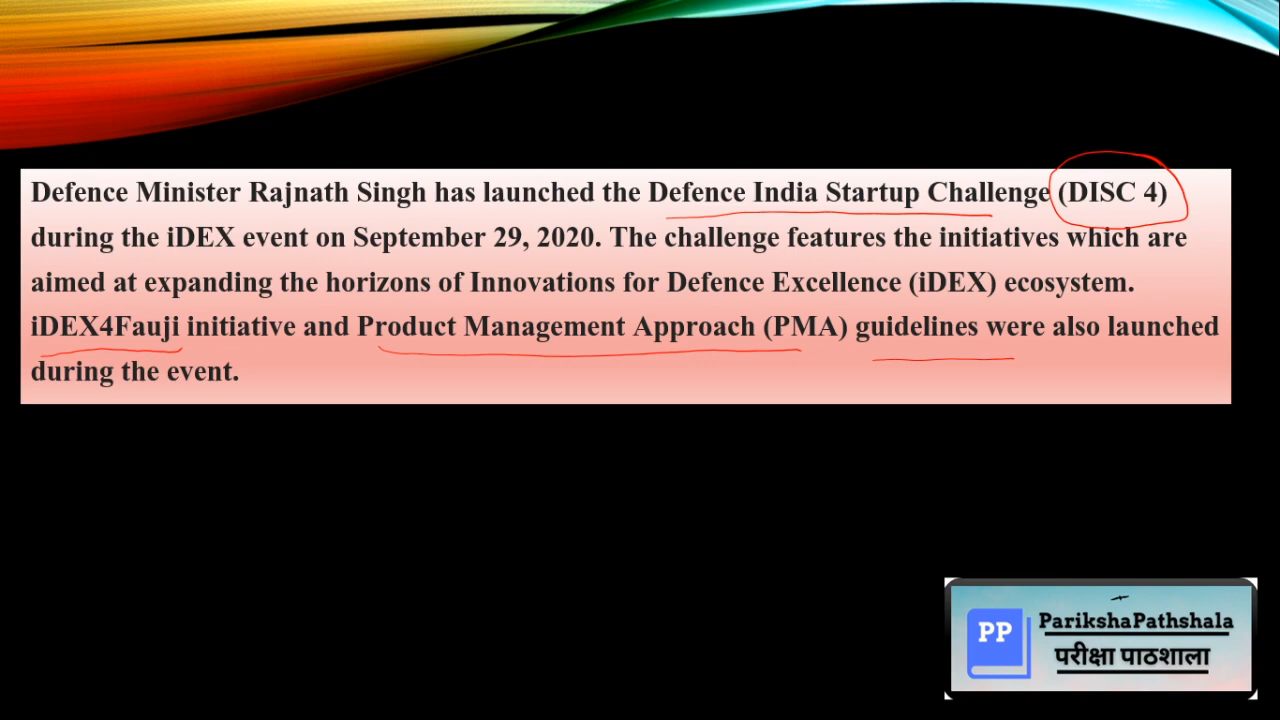 Defence Minister Rajnath Singh has launched the Defence India Startup Challenge (DISC 4)
during the iDEX event on September 29, 2020. The challenge features the initiatives which are
aimed at expanding the horizons of Innovations for Defence Excellence (iDEX) ecosystem.
iDEX4Fauji initiative and Product Management Approach (PMA) guidelines were also launched
during the event.
PP
ParikshaPathshala
परीक्षा पाठशाला